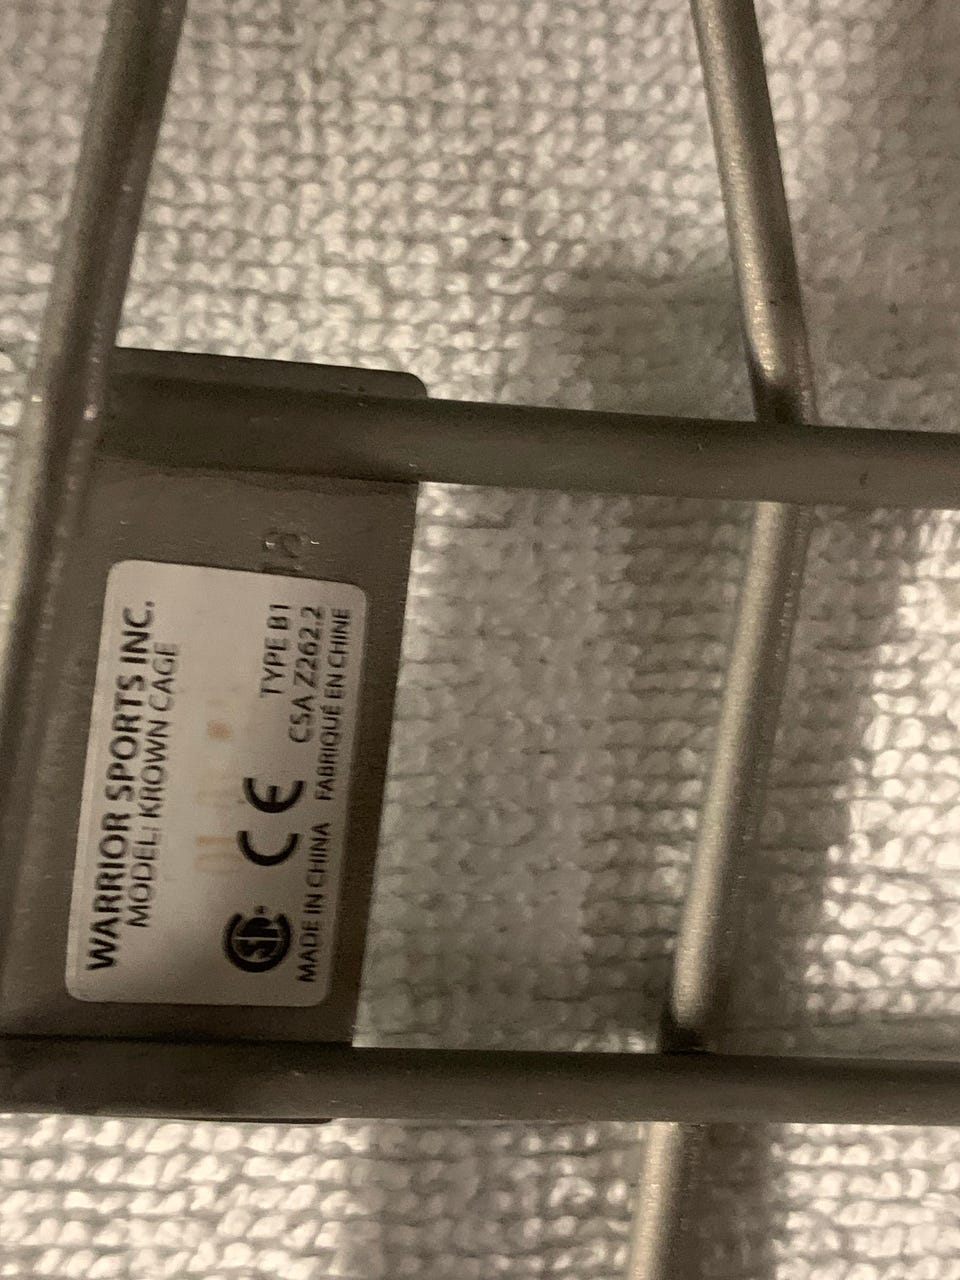 WARRIOR SPORTS INC.
MODEL: KROWN CAGE
TYPE B1
CE CSA Z262.2
MADE IN CHINA FABRIQUÉ EN CHINE